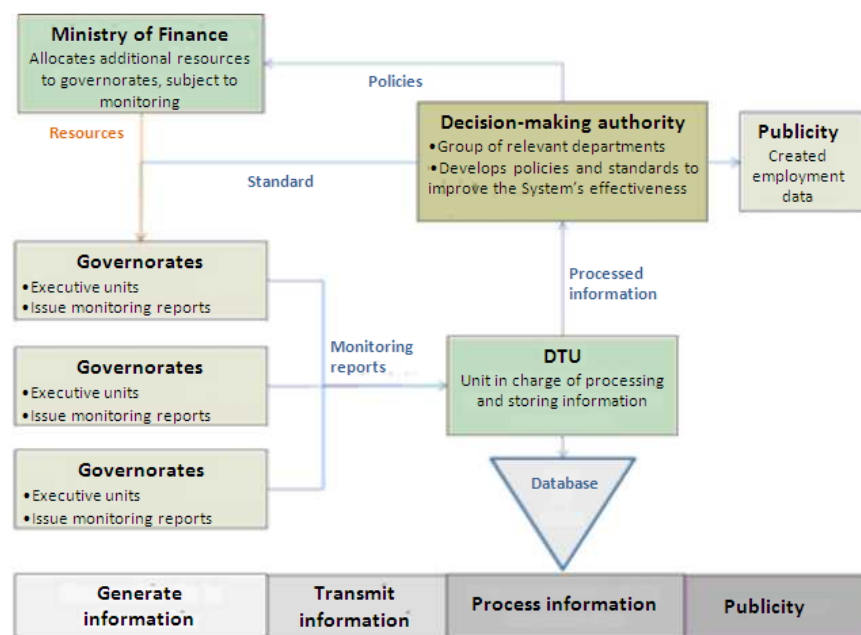 Ministry of Finance
Allocates additional resources
to governorates, subject to
monitoring
Policies
Resources
Decision-making authority
•Group of relevant departments
•Develops policies and standards to
improve the System's effectiveness
Publicity
Created
employment
data
Standard
Governorates
•Executive units
•Issue monitoring reports
Processed
information
Governorates
•Executive units
•Issue monitoring reports
Monitoring
reports
DTU
Unit in charge of processing
and storing information
Governorates
•Executive units
•Issue monitoring reports
Database
Generate
information
Transmit
information
Process information
Publicity